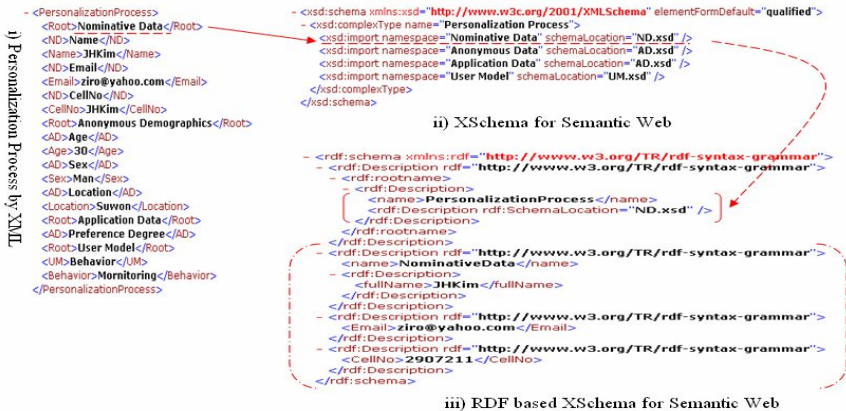 i) Personalization Process by XML
- <PersonalizationProcess>
<Root>Nominative Data</Root>
<ND>Name</ND>
<Name>JHKim</Name>
<ND>Email</ND>
<Email>ziro@yahoo.com</Email>
<ND>CellNo</ND>
<CellNo>JHKim</CellNo>
<Root>Anonymous Demographics</Root>
<AD>Age</AD>
<Age>30</Age>
<AD>Sex</AD>
<Sex>Man</Sex>
<AD>Location</AD>
<Location>Suwon</Location>
<Root>Application Data</Root>
<AD>Preference Degree</AD>
<Root>User Model</Root>
<UM>Behavior</UM>
<Behavior>Mornitoring</Behavior>
</PersonalizationProcess>
- <xsd:schema xmlns:xsd="http://www.w3c.org/2001/XMLSchema" elementFormDefault="qualified">
- <xsd:complexType name="Personalization Process">
<xsd:import namespace="Nominative Data" schemaLocation="ND.xsd" />
<xsd:import namespace="Anonymous Data" schemaLocation="AD.xsd" />
<xsd:import namespace="Application Data" schemaLocation="AD.xsd" />
<xsd:import namespace="User Model" schemaLocation="UM.xsd" />
</xsd:complexType>
</xsd:schema>
ii) XSchema for Semantic Web
- <rdf:schema xmlns:rdf="http://www.w3.org/TR/rdf-syntax-grammar">
- <rdf:Description rdf="http://www.w3.org/TR/rdf-syntax-grammar">
- <rdf:rootname>
- <rdf:Description>
<name>PersonalizationProcess</name>
<rdf:Description rdf:SchemaLocation="ND.xsd" />
</rdf:Description>
</rdf:rootname>
</rdf:Description>
- <rdf:Description rdf="http://www.w3.org/TR/rdf-syntax-grammar">
<name>NominativeData</name>
- <rdf:Description>
<fullName>JHKim</fullName>
</rdf:Description>
</rdf:Description>
- <rdf:Description rdf="http://www.w3.org/TR/rdf-syntax-grammar">
<Email>ziro@yahoo.com</Email>
</rdf:Description>
- <rdf:Description rdf="http://www.w3.org/TR/rdf-syntax-grammar">
<CellNo>2907211</CellNo>
</rdf:Description>
</rdf:schema>
iii) RDF based XSchema for Semantic Web